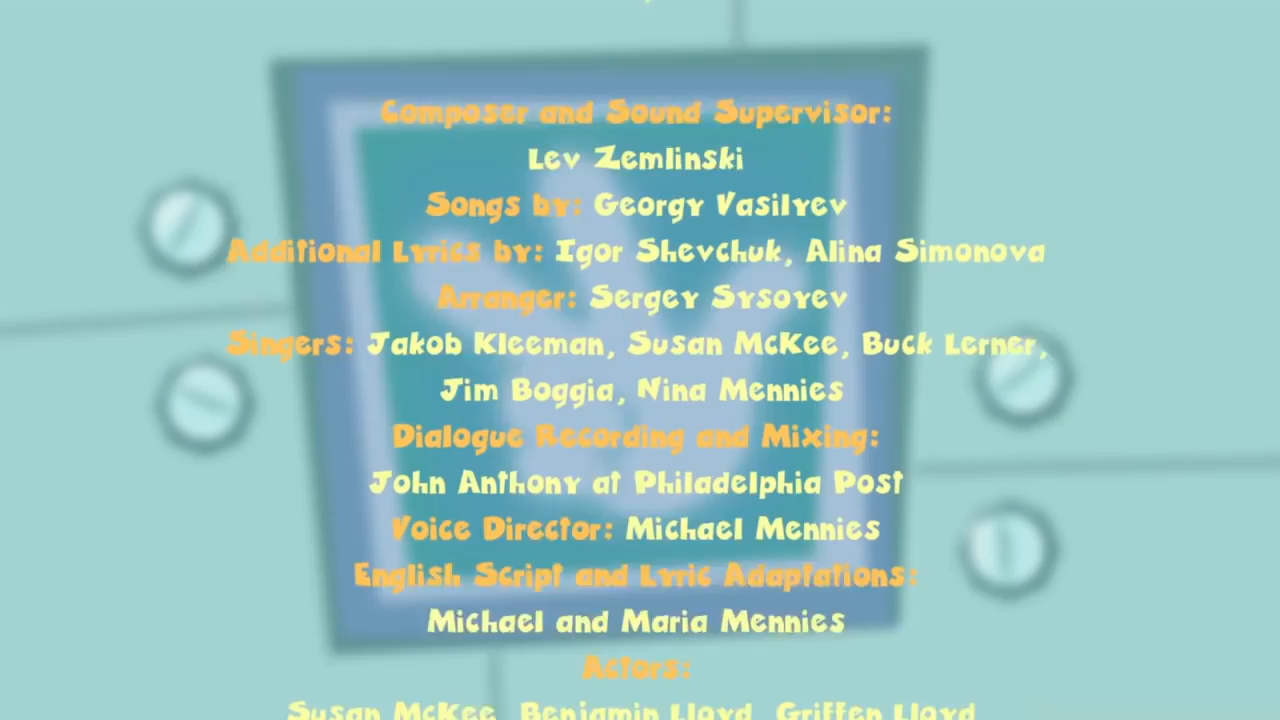 Composer and Sound Supervisor:
Lev Zemlinski
Songs by: Georgy Vasilyev
Additional Lyrics by: Igor Shevchuk, Alina Simonova
Arranger: Sergey Sysoyev
Singers: Jakob Kleeman, Susan McKee, Buck Lerner,
Jim Boggia, Nina Mennies
Dialogue Recording and Mixing:
John Anthony at Philadelphia Post
Voice Director: Michael Mennies
English Script and Lyric Adaptations:
Michael and Maria Mennies
Actors:
Susan McKee, Benjamin Lloyd, Griffen Lloyd